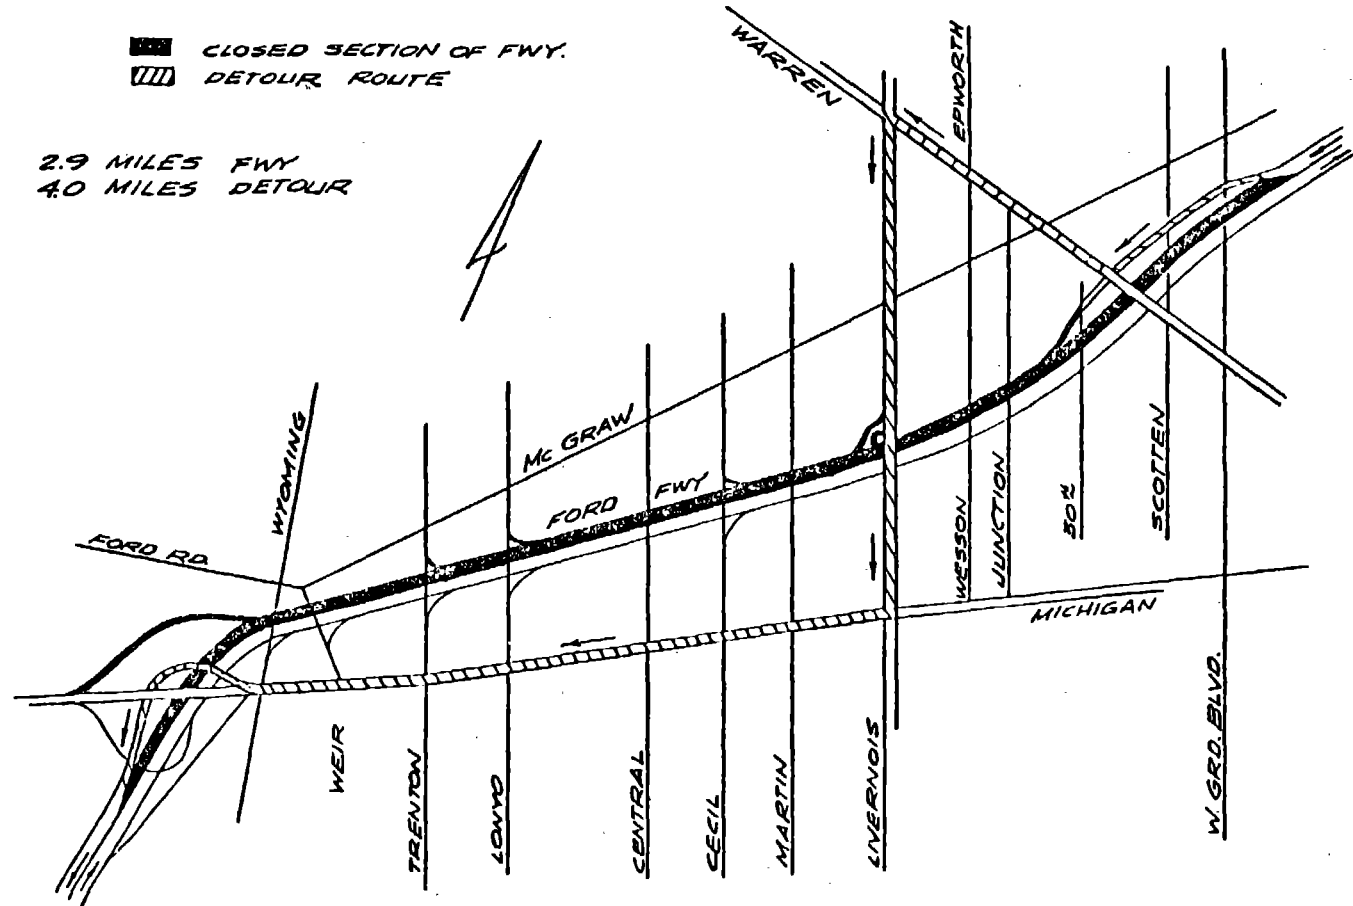 CLOSED SECTION OF FWY.
DETOUR ROUTE
2.9 MILES FWY
4.0 MILES DETOUR
WARREN
EPWORTH
WYOMING
Mc GRAW
FORD FWY
FORD RD.
WESSON
JUNCTION
50TH
SCOTTEN
MICHIGAN
WEIR
TRENTON
LONYO
CENTRAL
CECIL
MARTIN
LIVERNOIS
W. GRD. BLVD.